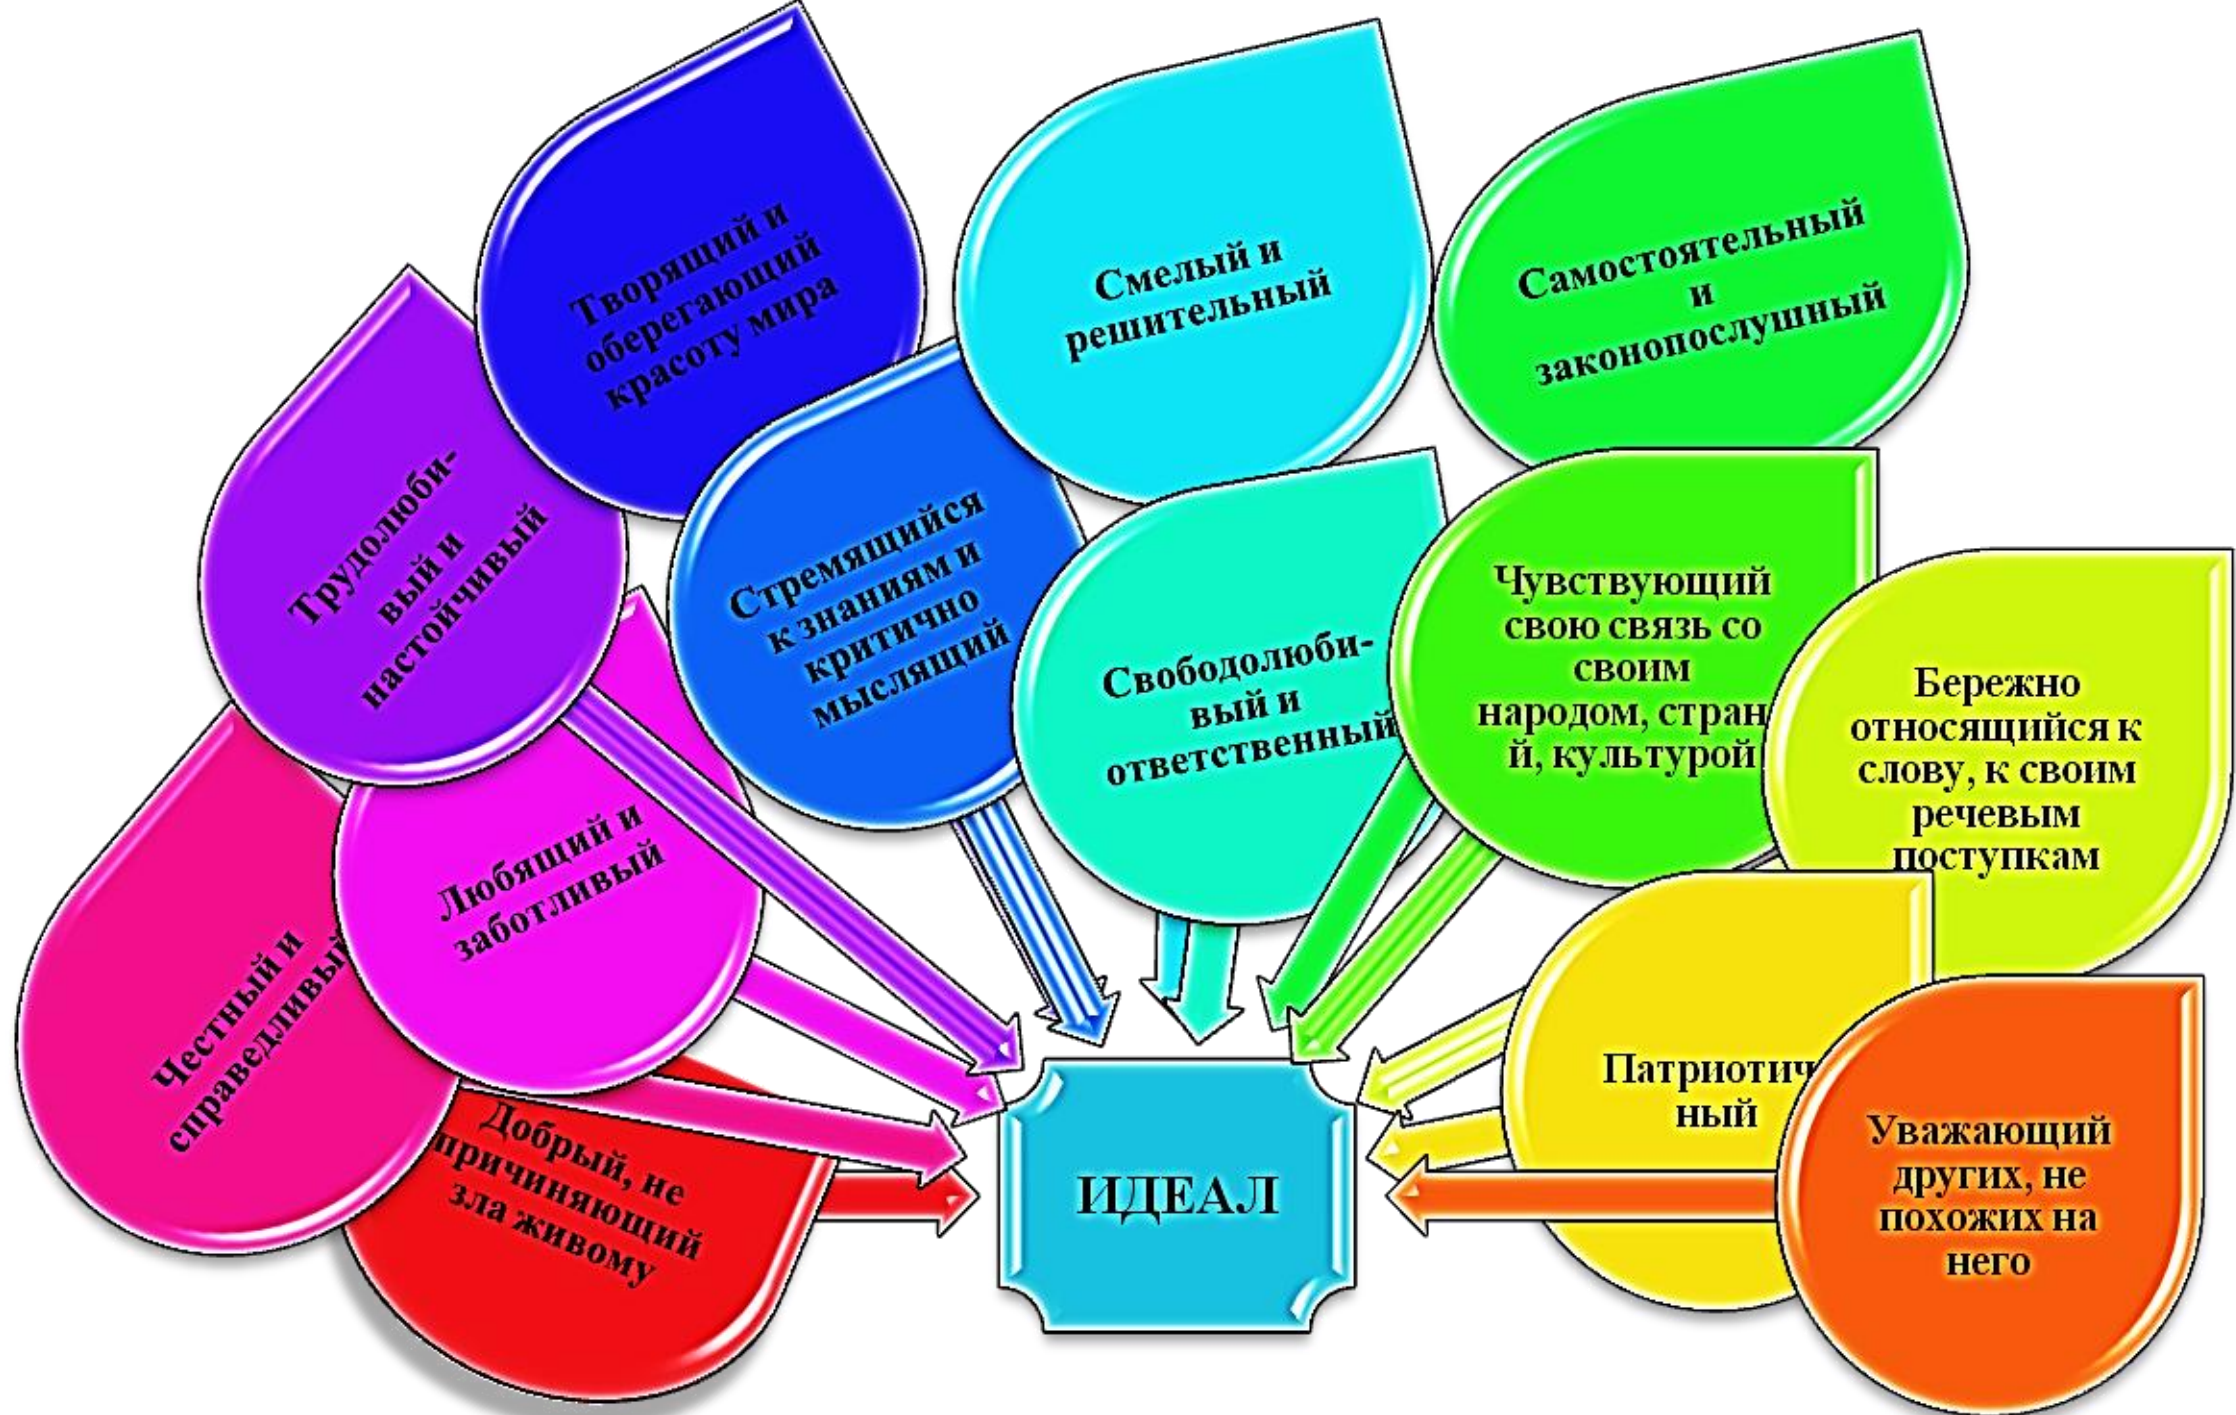 Творящий и
оберегающий
красоту мира
Смелый и
решительный
Самостоятельный
и
законопослушный
Трудолюби-
вый и
настойчивый
Стремящийся
к знаниям и
критично
мыслящий
Свободолюби-
вый и
ответственный
Чувствующий
свою связь со
своим
народом, стран
й, культурой
Бережно
относящийся к
слову, к своим
речевым
поступкам
Любящий и
заботливый
Честный и
справедливый
Добрый, не
причиняющий
зла живому
Патриотич
ный
Уважающий
других, не
похожих на
него
ИДЕАЛ